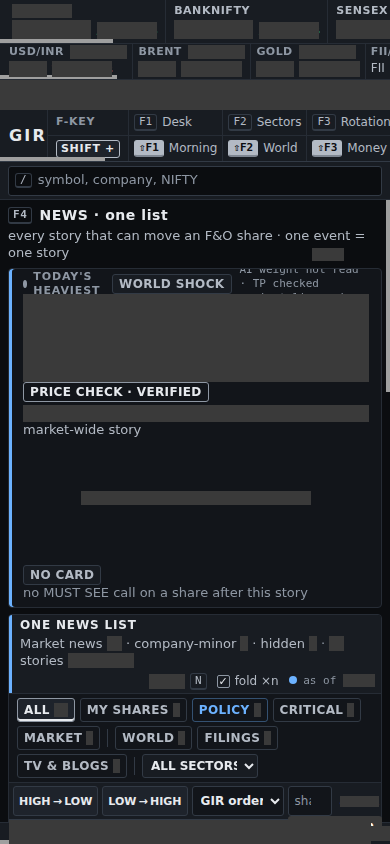 BANKNIFTY SENSEX
USD/INR BRENT GOLD FII/
FII
GIR
F-KEY F1 Desk F2 Sectors F3 Rotation
SHIFT + ⇧F1 Morning ⇧F2 World ⇧F3 Money
/ symbol, company, NIFTY
F4 NEWS · one list
every story that can move an F&O share · one event =
one story
TODAY'S HEAVIEST
WORLD SHOCK
AI weight not read
· TP checked
PRICE CHECK · VERIFIED
market-wide story
NO CARD
no MUST SEE call on a share after this story
ONE NEWS LIST
Market news · company-minor · hidden ·
stories
N ✓ fold ×n as of
ALL MY SHARES POLICY CRITICAL
MARKET WORLD FILINGS
TV & BLOGS ALL SECTORS
HIGH→LOW LOW→HIGH GIR order